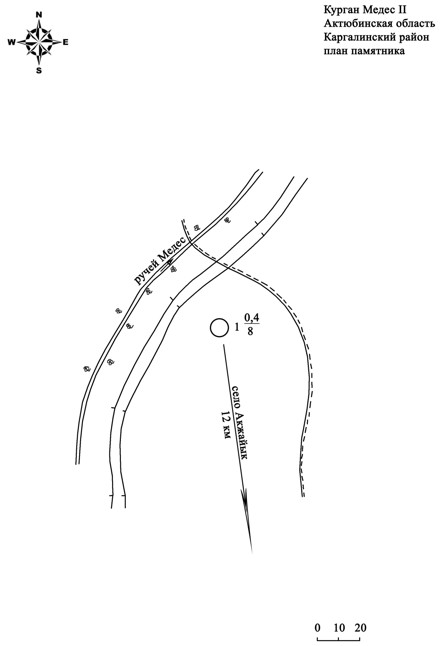 Курган Медес II
Актюбинская область
Каргалинский район
план памятника
N
W E
S
ручей Медес
1 0,4
8
село Акжайык
12 км
0 10 20